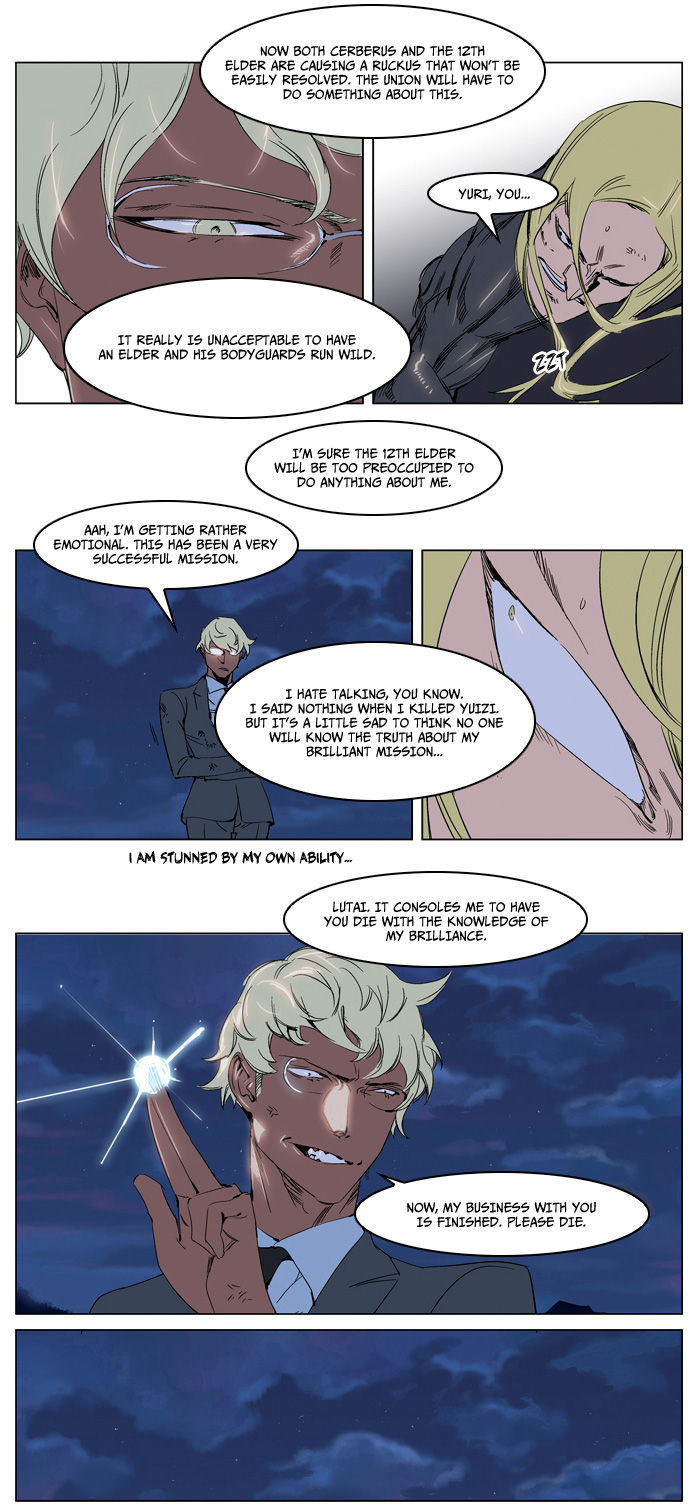 NOW BOTH CERBERUS AND THE 12TH
ELDER ARE CAUSING A RUCKUS THAT WON'T BE
EASILY RESOLVED. THE UNION WILL HAVE TO
DO SOMETHING ABOUT THIS.
YURI, YOU...
IT REALLY IS UNACCEPTABLE TO HAVE
AN ELDER AND HIS BODYGUARDS RUN WILD.
ZZT
I'M SURE THE 12TH ELDER
WILL BE TOO PREOCCUPIED TO
DO ANYTHING ABOUT ME.
AAH, I'M GETTING RATHER
EMOTIONAL. THIS HAS BEEN A VERY
SUCCESSFUL MISSION.
I HATE TALKING, YOU KNOW.
I SAID NOTHING WHEN I KILLED YUIZI.
BUT IT'S A LITTLE SAD TO THINK NO ONE
WILL KNOW THE TRUTH ABOUT MY
BRILLIANT MISSION...
I AM STUNNED BY MY OWN ABILITY...
LUTAI. IT CONSOLES ME TO HAVE
YOU DIE WITH THE KNOWLEDGE OF
MY BRILLIANCE.
NOW, MY BUSINESS WITH YOU
IS FINISHED. PLEASE DIE.